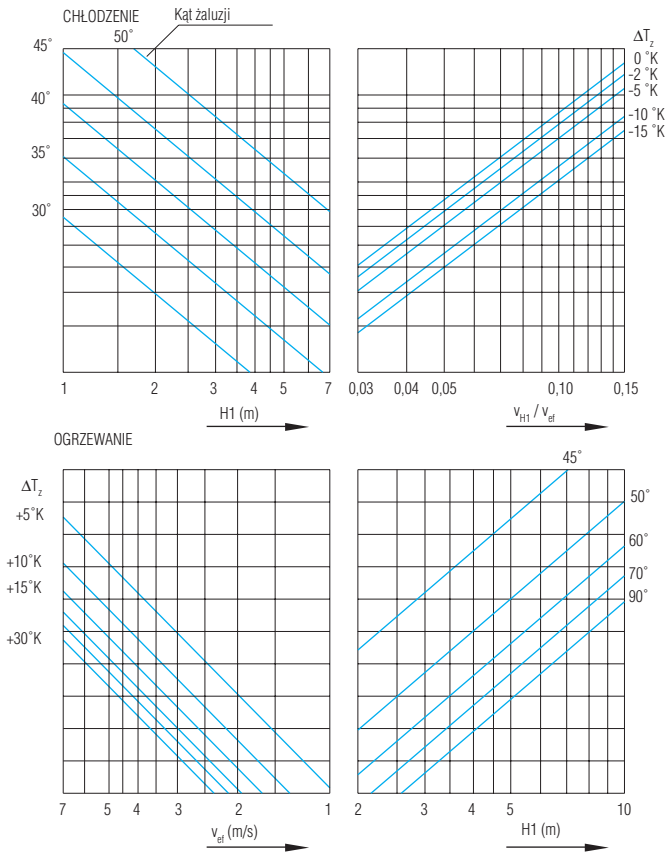 CHŁODZENIE
Kąt żaluzji
45°
50°
40°
35°
30°
1 2 3 4 5 7
H1 (m)
ΔTz
0 °K
-2 °K
-5 °K
-10 °K
-15 °K
0,03 0,04 0,05 0,10 0,15
vH1 / vef
OGRZEWANIE
ΔTz
+5°K
+10°K
+15°K
+30°K
7 5 4 3 2 1
vef (m/s)
45°
50°
60°
70°
90°
2 3 4 5 10
H1 (m)